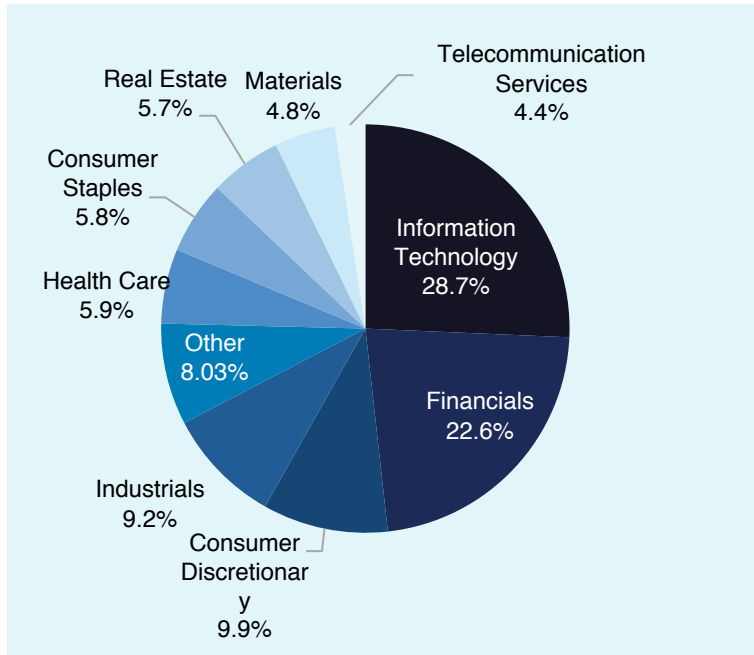 Telecommunication
Services
4.4%
Materials
4.8%
Real Estate
5.7%
Consumer
Staples
5.8%
Health Care
5.9%
Other
8.03%
Industrials
9.2%
Consumer
Discretionar
y
9.9%
Financials
22.6%
Information
Technology
28.7%